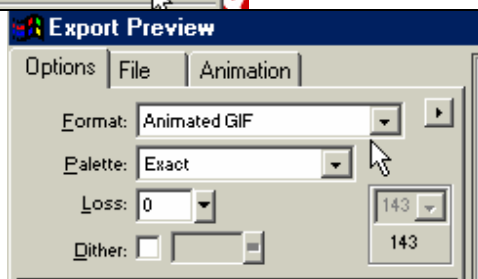 Export Preview
Options File Animation
Format: Animated GIF
Palette: Exact
Loss: 0 143
Dither: 143